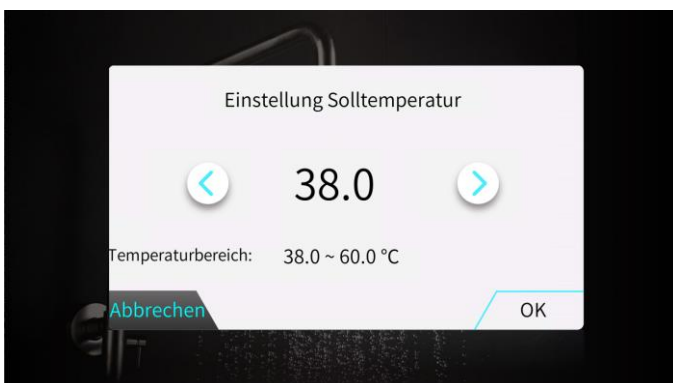 Einstellung Solltemperatur
38.0
Temperaturbereich: 38.0 ~ 60.0 °C
Abbrechen OK